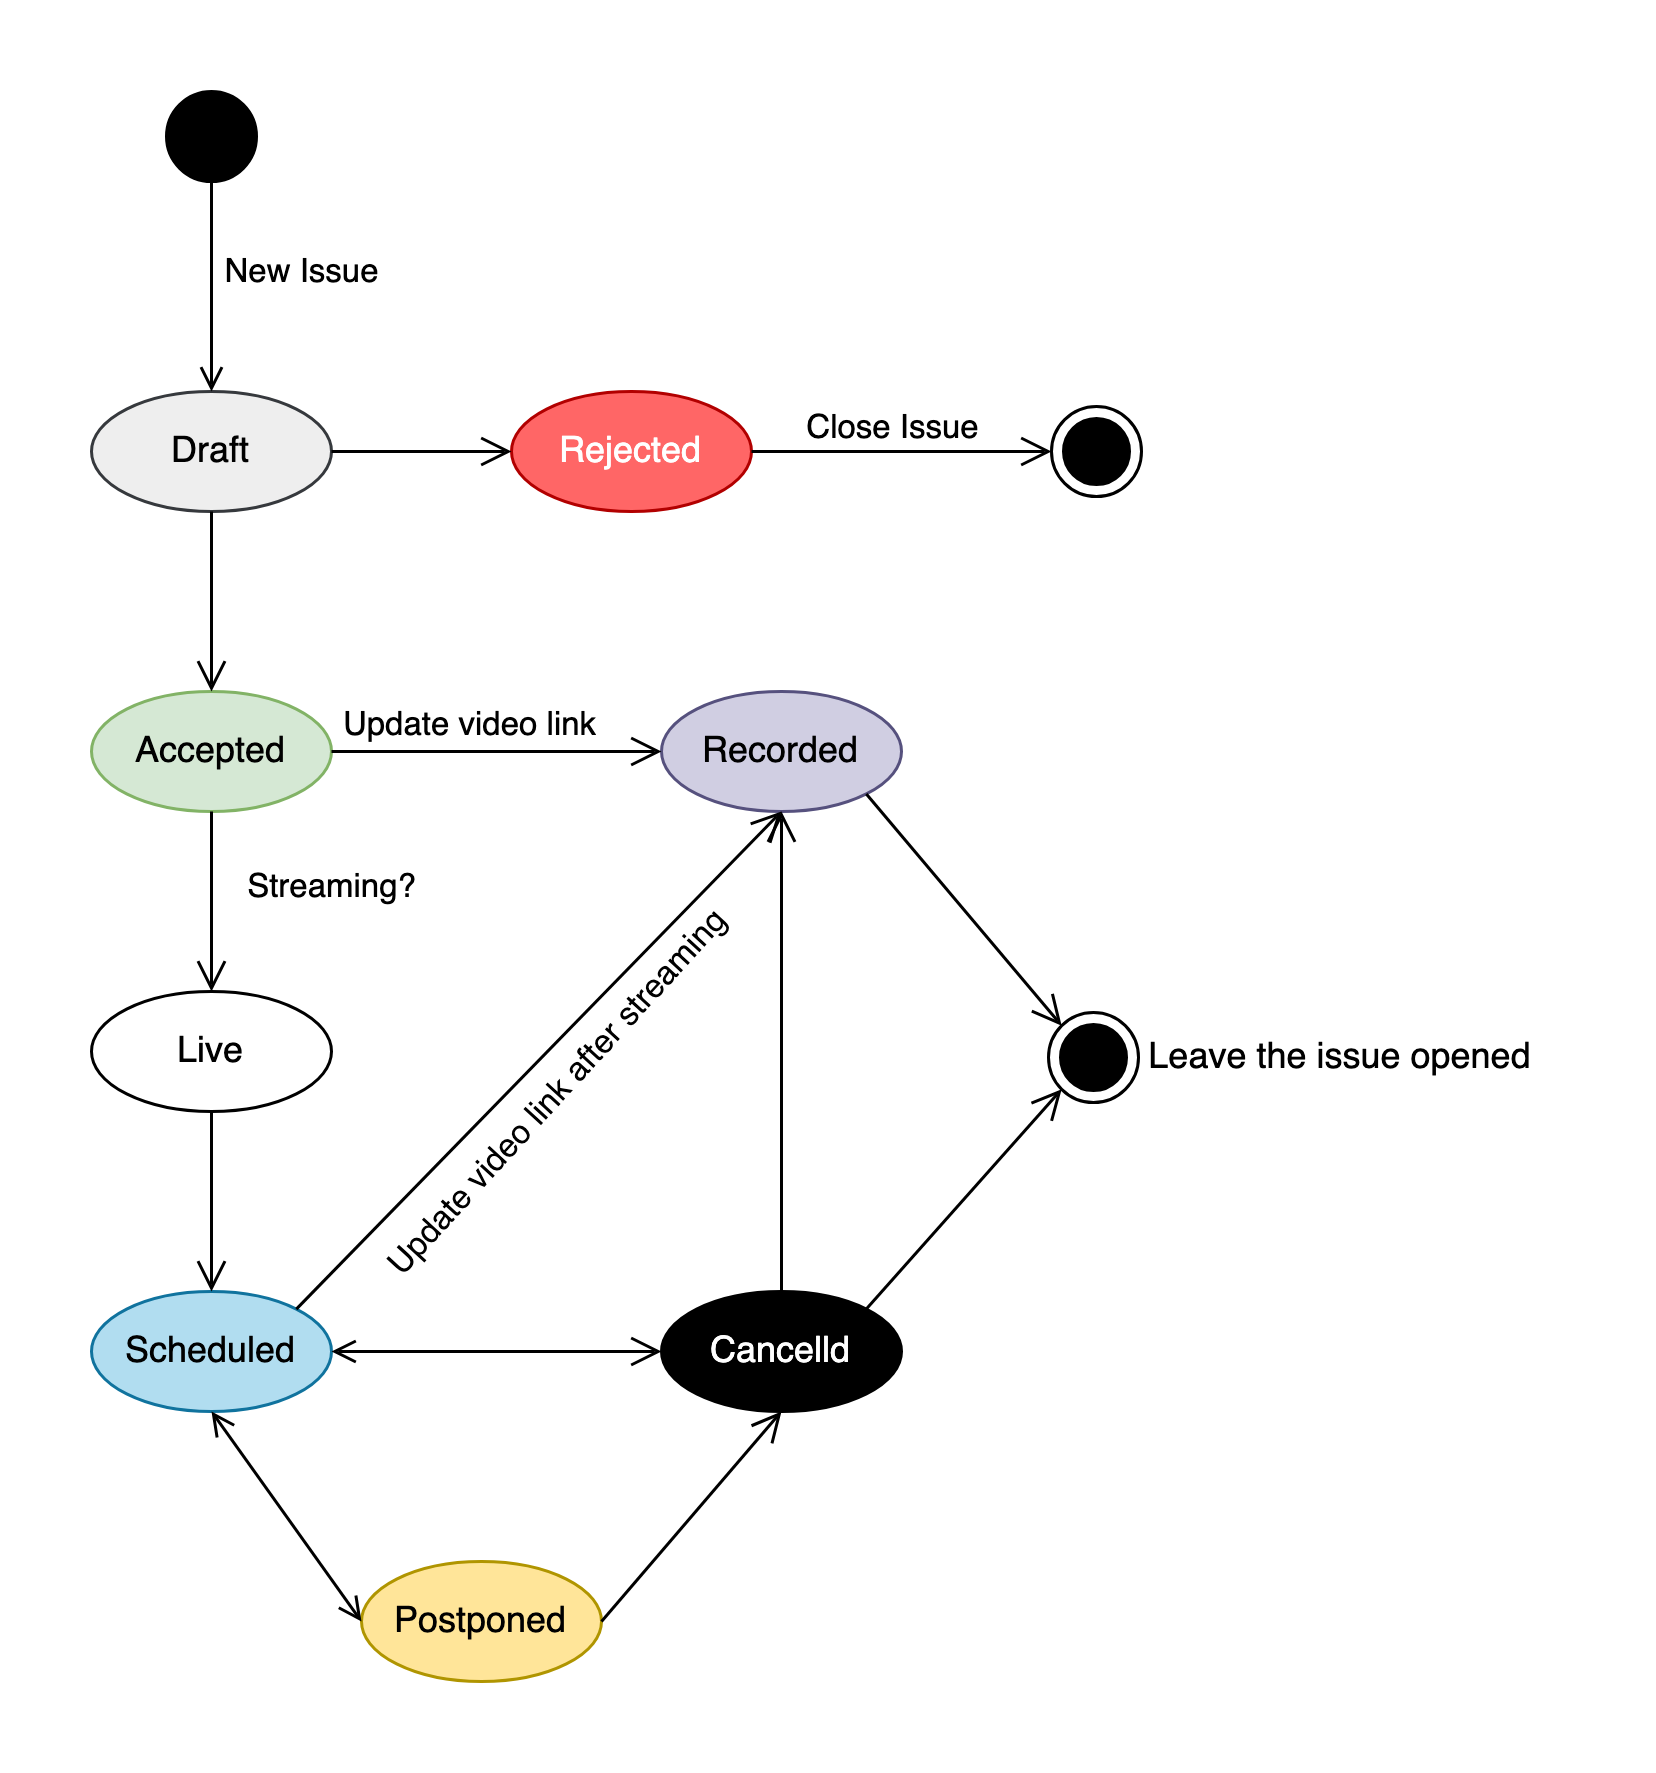 New Issue
Draft
Rejected
Close Issue
Accepted
Update video link
Recorded
Streaming?
Live
Update video link after streaming
Leave the issue opened
Scheduled
Cancelld
Postponed